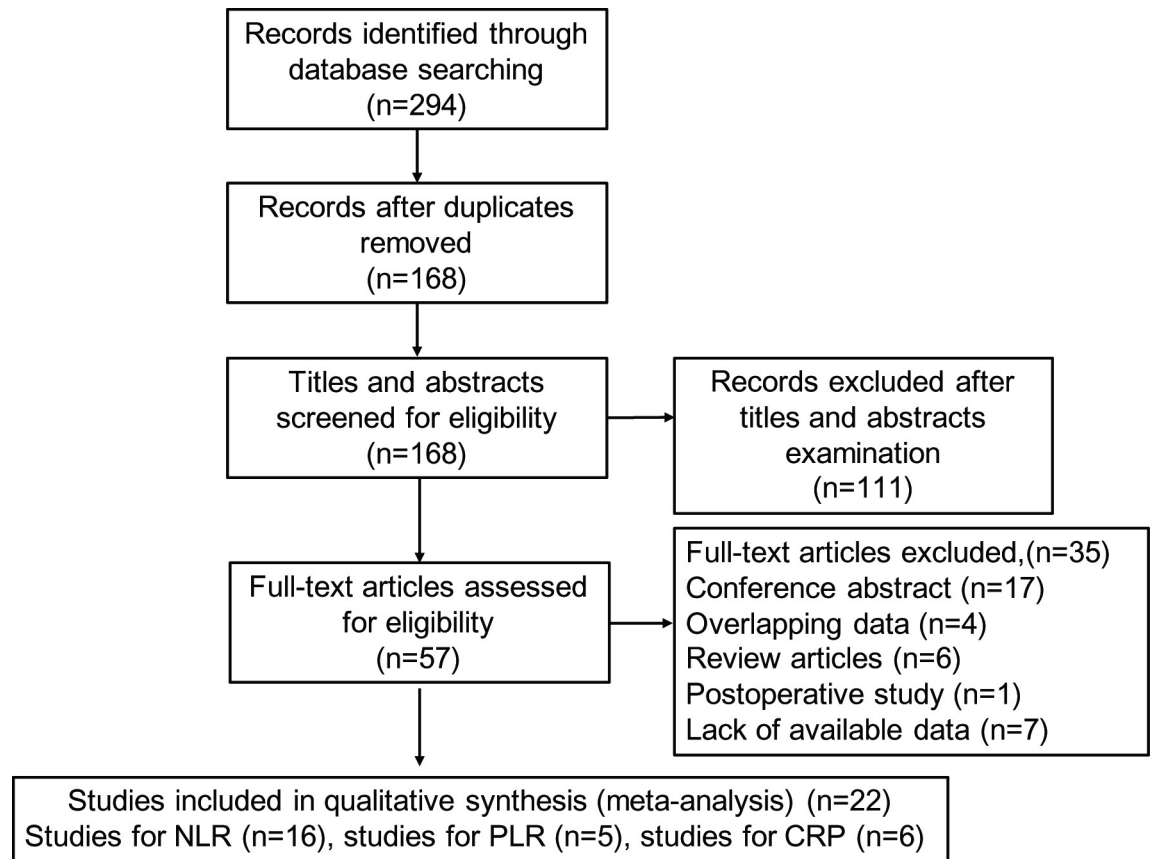 Records identified through
database searching
(n=294)
Records after duplicates
removed
(n=168)
Titles and abstracts
screened for eligibility
(n=168)
Records excluded after
titles and abstracts
examination
(n=111)
Full-text articles assessed
for eligibility
(n=57)
Full-text articles excluded,(n=35)
Conference abstract (n=17)
Overlapping data (n=4)
Review articles (n=6)
Postoperative study (n=1)
Lack of available data (n=7)
Studies included in qualitative synthesis (meta-analysis) (n=22)
Studies for NLR (n=16), studies for PLR (n=5), studies for CRP (n=6)